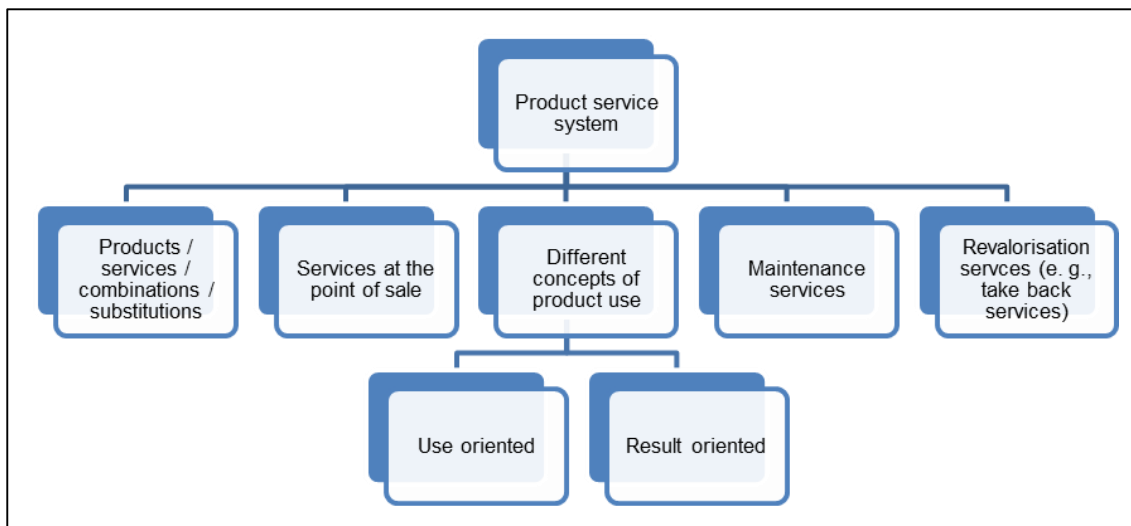 Product service
system
Products /
services /
combinations /
substitutions
Services at the
point of sale
Different
concepts of
product use
Maintenance
services
Revalorisation
servces (e. g.,
take back
services)
Use oriented
Result oriented